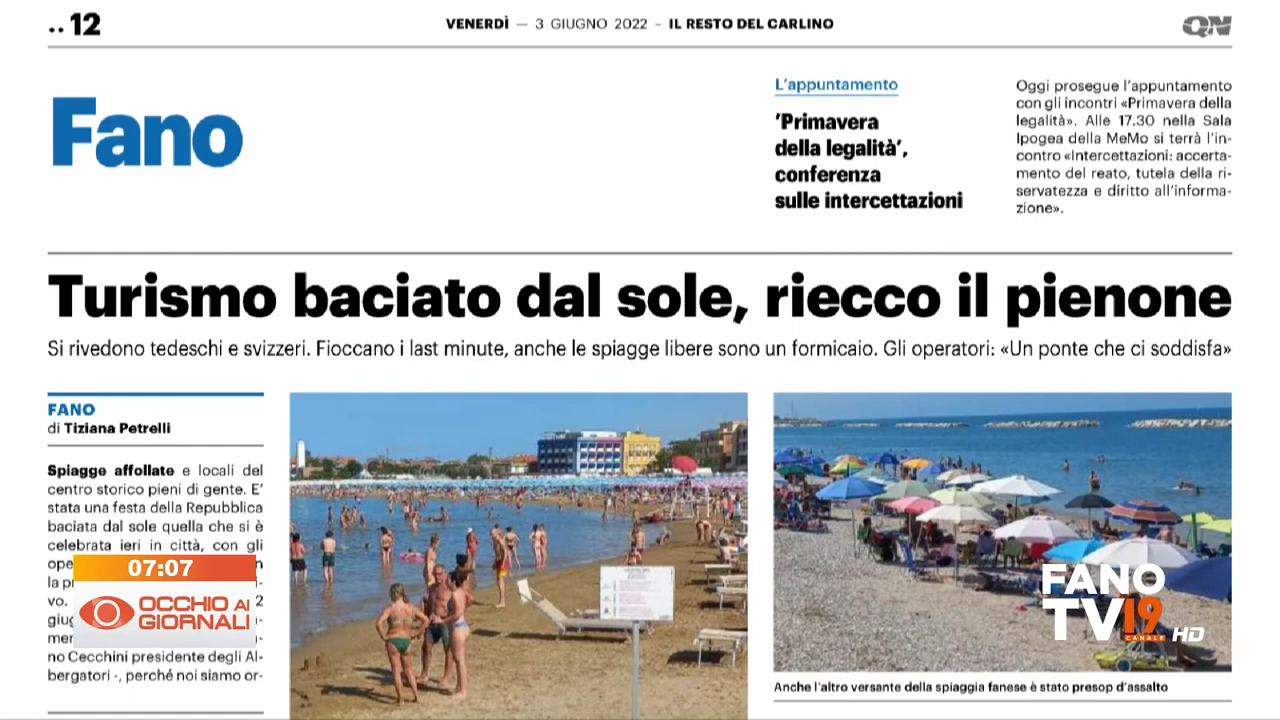 .. 12
VENERDÌ — 3 GIUGNO 2022 – IL RESTO DEL CARLINO
QN
Fano
L'appuntamento
'Primavera
della legalità',
conferenza
sulle intercettazioni
Oggi prosegue l'appuntamento
con gli incontri «Primavera della
legalità». Alle 17.30 nella Sala
Ipogea della MeMo si terrà l'in-
contro «Intercettazioni: accerta-
mento del reato, tutela della ri-
servatezza e diritto all'informa-
zione».
Turismo baciato dal sole, riecco il pienone
Si rivedono tedeschi e svizzeri. Fioccano i last minute, anche le spiagge libere sono un formicaio. Gli operatori: «Un ponte che ci soddisfa»
FANO
di Tiziana Petrelli
Spiagge affollate e locali del
centro storico pieni di gente. E'
stata una festa della Repubblica
baciata dal sole quella che si è
celebrata ieri in città, con gli
la
vo. 2
no Cecchini presidente degli Al-
bergatori -, perché noi siamo or-
07:07
OCCHIO AI
GIORNALI
FANO
TV19
CANALE HD
Anche l'altro versante della spiaggia fanese è stato presop d'assalto